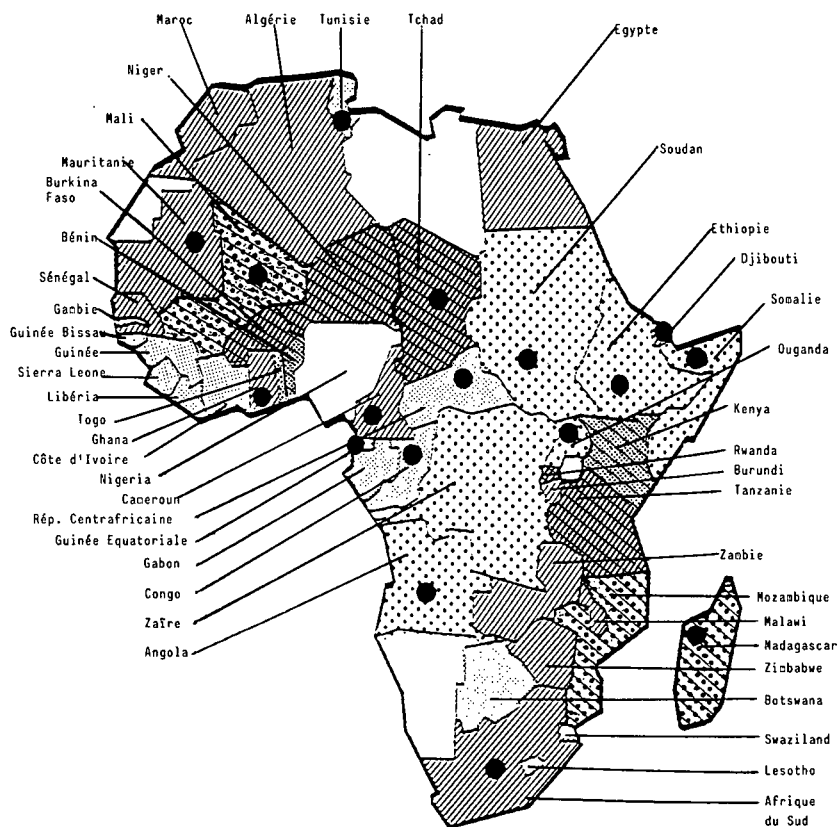 Maroc
Algérie
Tunisie
Tchad
Egypte
Niger
Mali
Soudan
Mauritanie
Burkina
Faso
Ethiopie
Bénin
Djibouti
Sénégal
Somalie
Gambie
Guinée Bissa
Ouganda
Guinée
Sierra Leone
Libéria
Togo
Kenya
Ghana
Rwanda
Côte d'Ivoire
Burundi
Nigeria
Tanzanie
Cameroun
Rép. Centrafricaine
Guinée Equatoriale
Zambie
Gabon
Congo
Mozambique
Zaïre
Malawi
Angola
Madagascar
Zimbabwe
Botswana
Swaziland
Lesotho
Afrique
du Sud